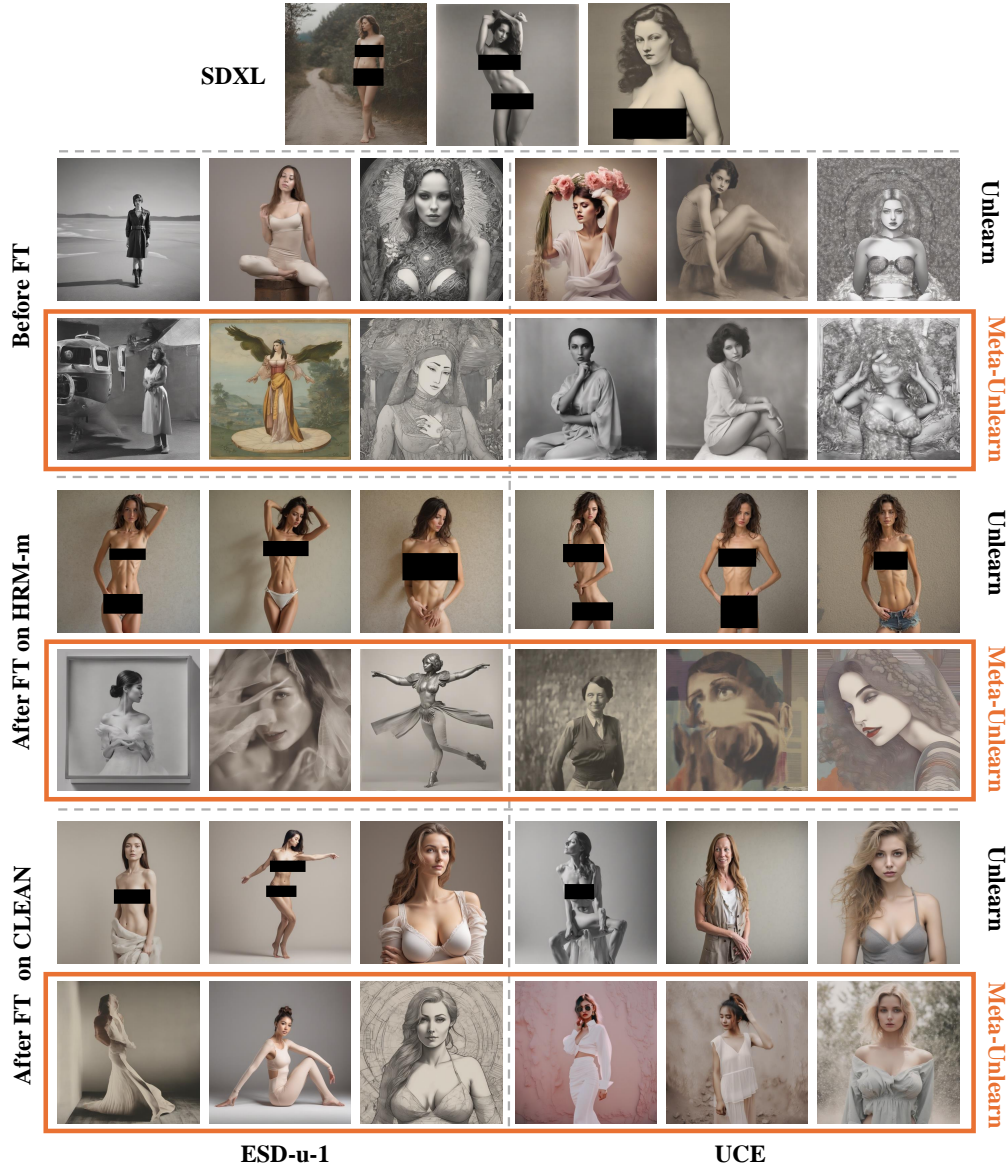 SDXL
Before FT
Unlearn
Meta-Unlearn
After FT on HRM-m
Unlearn
Meta-Unlearn
After FT on CLEAN
Unlearn
Meta-Unlearn
ESD-u-1
UCE